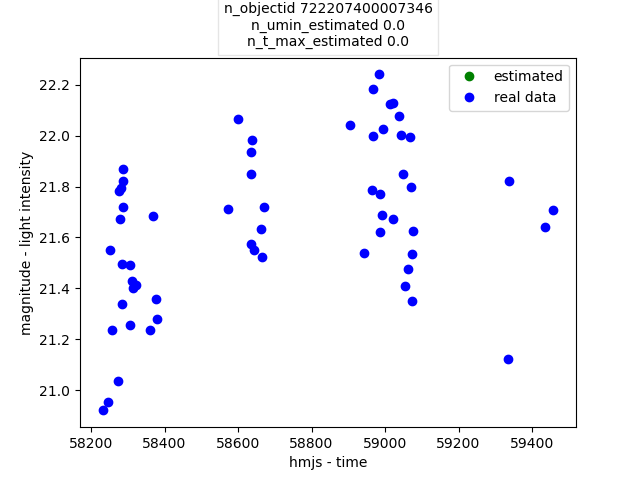 n_objectid 722207400007346
n_umin_estimated 0.0
n_t_max_estimated 0.0
estimated
real data
22.2
22.0
21.8
21.6
21.4
21.2
21.0
magnitude - light intensity
58200 58400 58600 58800 59000 59200 59400
hmjs - time